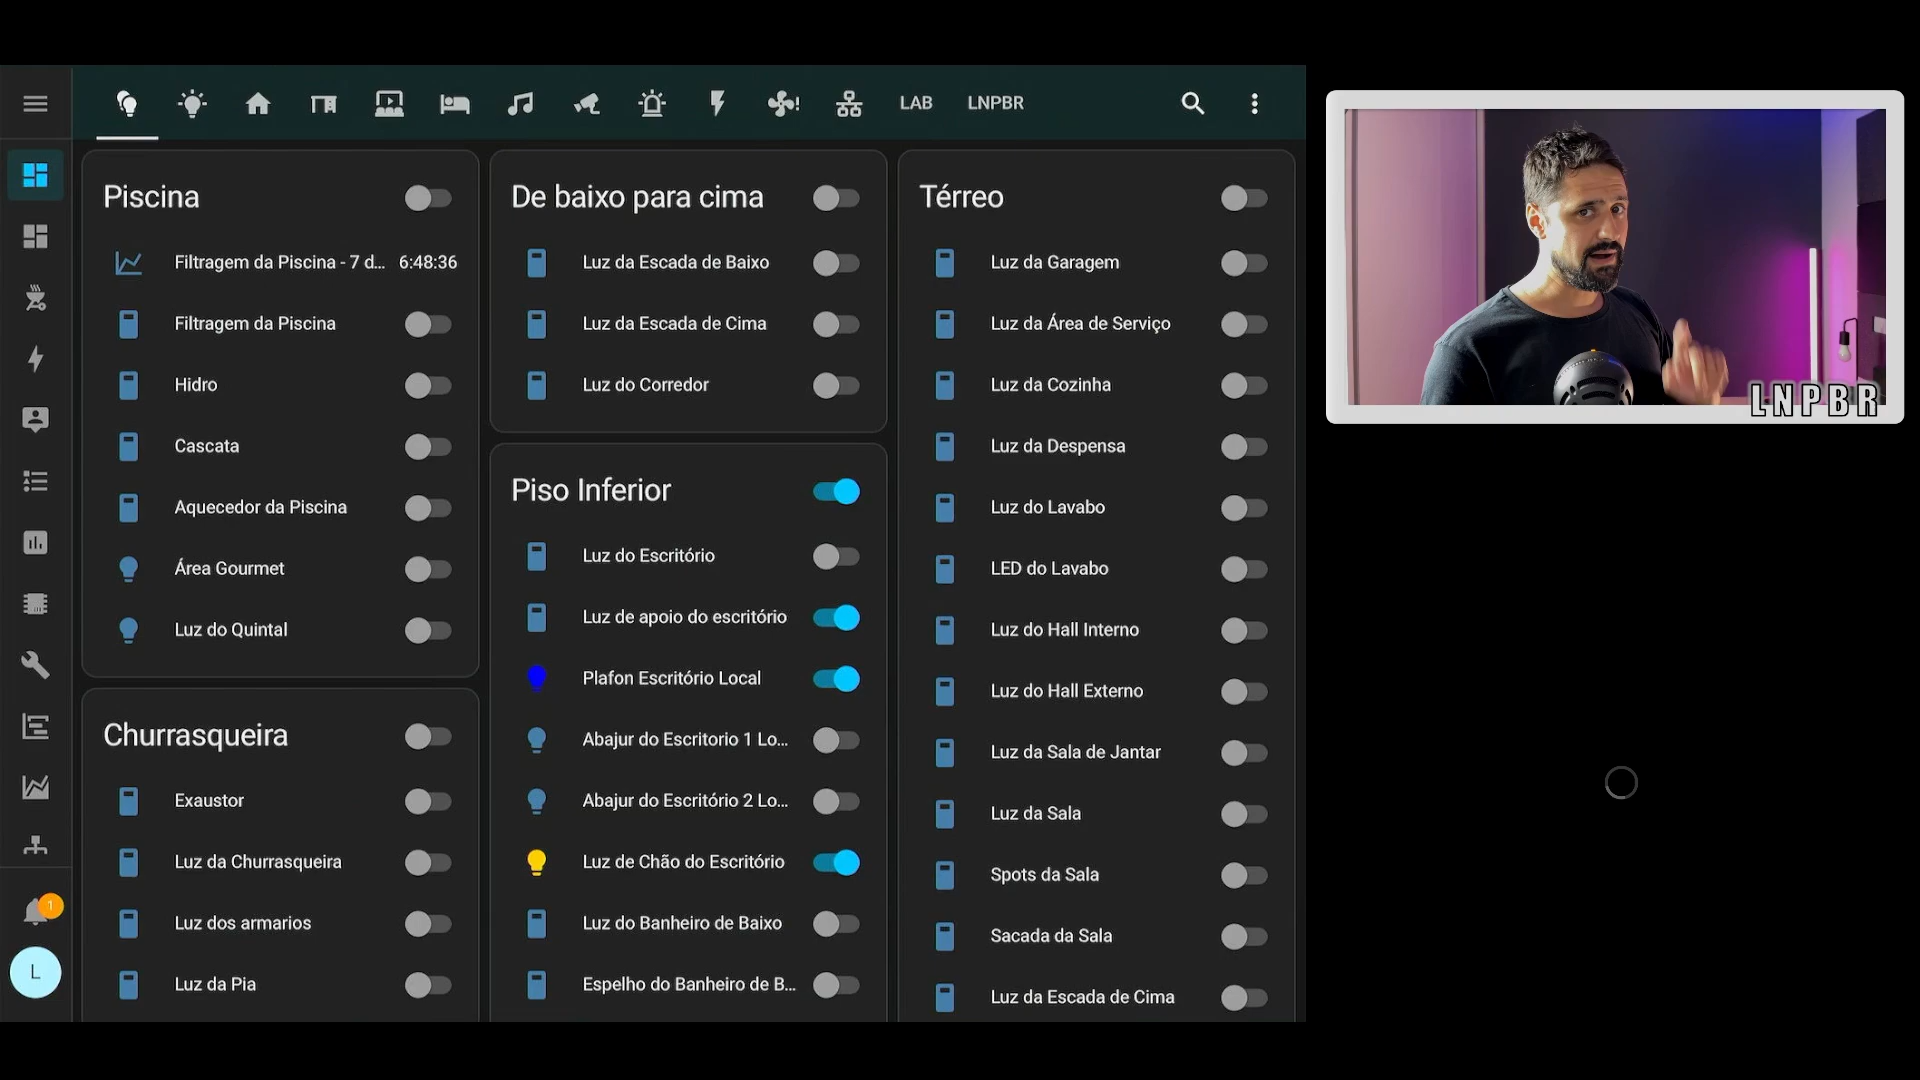 LAB
LNPBR
Piscina
Filtragem da Piscina - 7 d... 6:48:36
Filtragem da Piscina
Hidro
Cascata
Aquecedor da Piscina
Área Gourmet
Luz do Quintal
Churrasqueira
Exaustor
Luz da Churrasqueira
Luz dos armarios
Luz da Pia
De baixo para cima
Luz da Escada de Baixo
Luz da Escada de Cima
Luz do Corredor
Piso Inferior
Luz do Escritório
Luz de apoio do escritório
Plafon Escritório Local
Abajur do Escritorio 1 Lo...
Abajur do Escritório 2 Lo...
Luz de Chão do Escritório
Luz do Banheiro de Baixo
Espelho do Banheiro de B...
Térreo
Luz da Garagem
Luz da Área de Serviço
Luz da Cozinha
Luz da Despensa
Luz do Lavabo
LED do Lavabo
Luz do Hall Interno
Luz do Hall Externo
Luz da Sala de Jantar
Luz da Sala
Spots da Sala
Sacada da Sala
Luz da Escada de Cima
1
L
LNPBR